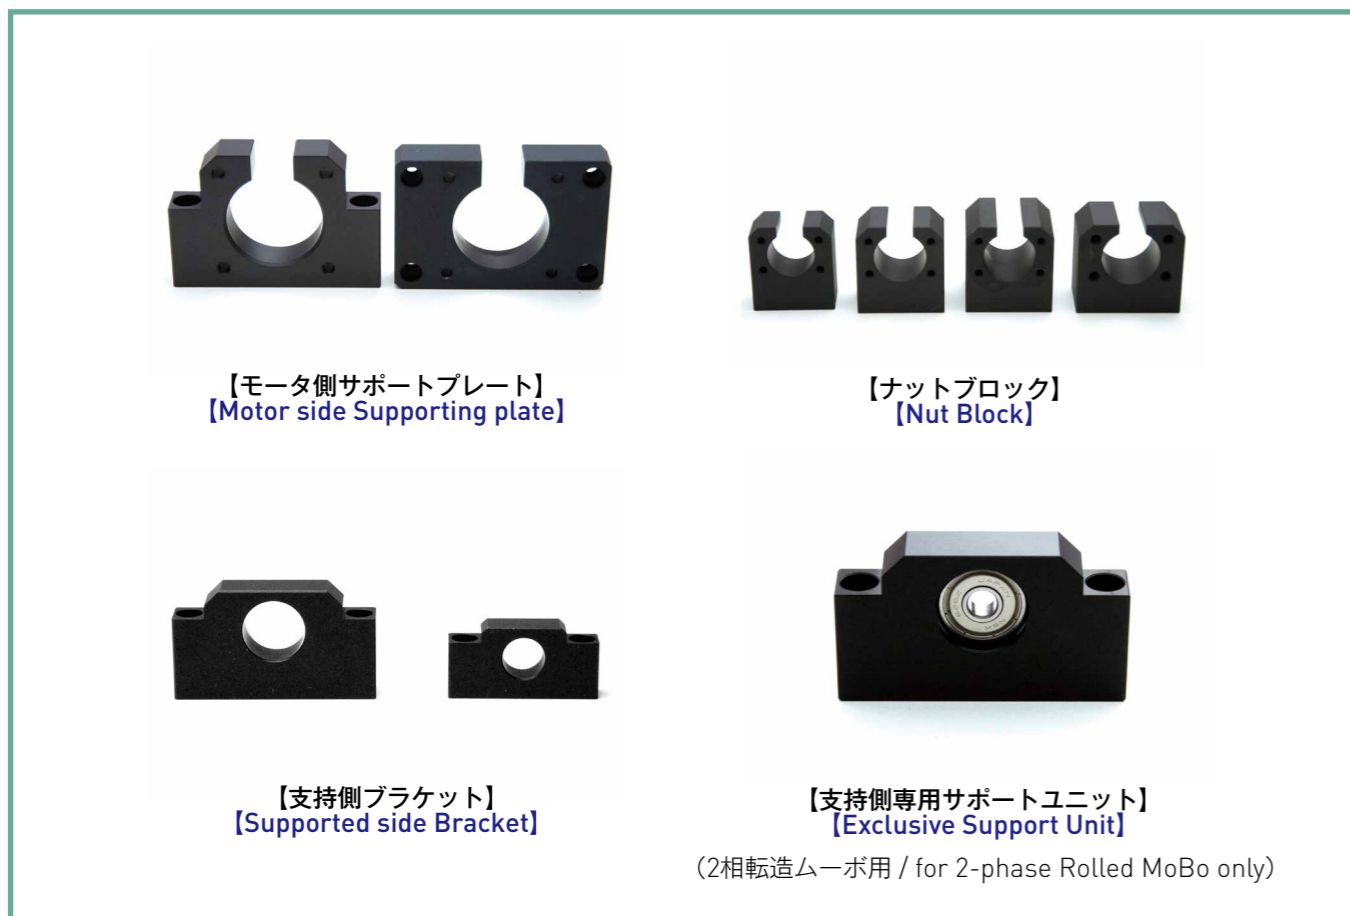 【モータ側サポートプレート】
【Motor side Supporting plate】
【ナットブロック】
【Nut Block】
【支持側ブラケット】
【Supported side Bracket】
【支持側専用サポートユニット】
【Exclusive Support Unit】
（2相転造ムーボ用 / for 2-phase Rolled MoBo only）
JAPAN